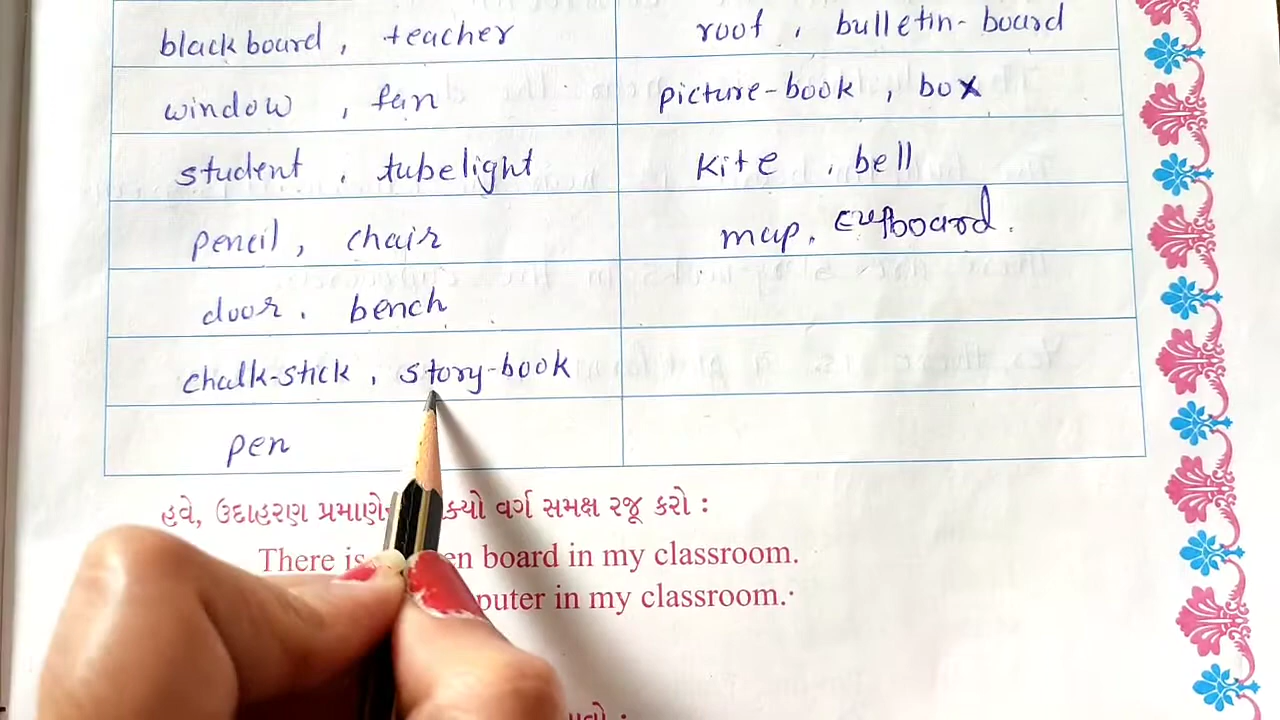 blackboard, teacher roof, bulletin-board
window, fan picture-book, box
student, tubelight kite, bell
pencil, chair map, cupboard.
door. bench
chalk-stick, story-book
pen
હવે, ઉદાહરણ પ્રમાણે વર્ગ સમક્ષ રજૂ કરો :
There is board in my classroom.
in my classroom.